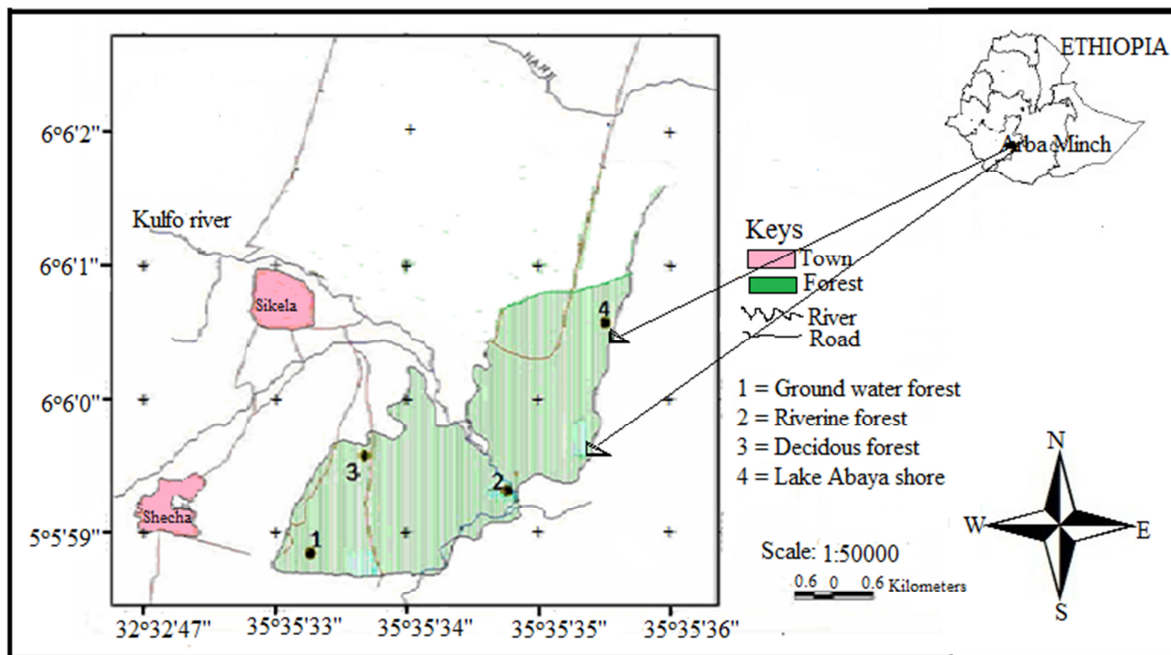 ETHIOPIA
Arba Minch
HARE
6°6'2"
Kulfo river
6°6'1"
Sikela
4
6°6'0'
3
2
Shecha
5°5'59"
1
32°32'47"
35°35'33"
35°35'34"
35°35'35"
35°35'36"
Keys
Town
Forest
River
Road
1 = Ground water forest
2 = Riverine forest
3 = Decidous forest
4 = Lake Abaya shore
Scale: 1:50000
0.6 0 0.6 Kilometers
N
W E
S